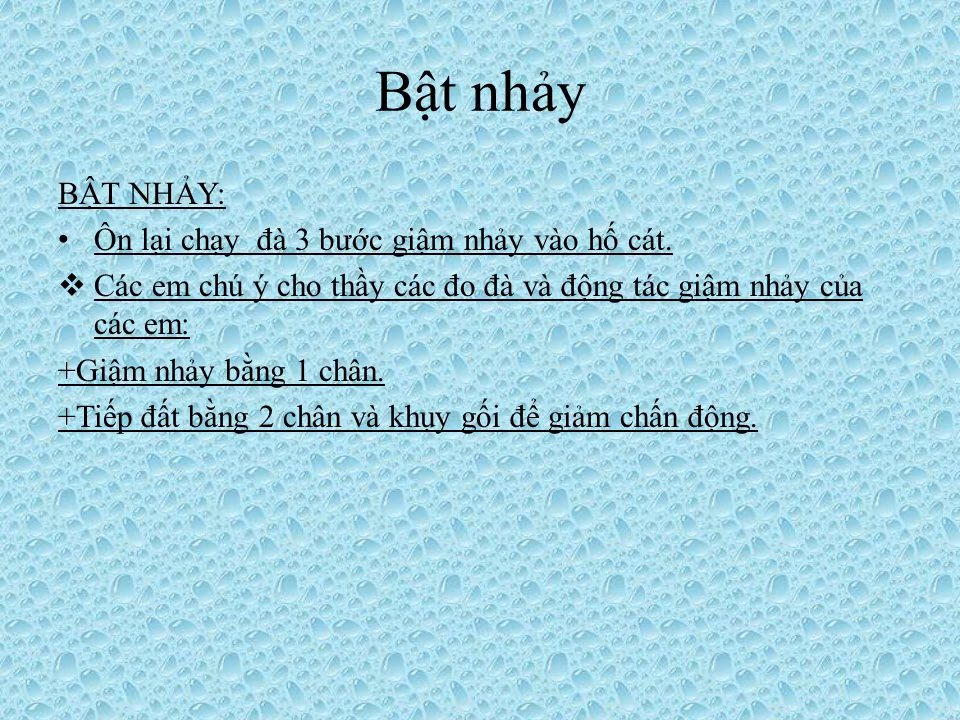 Bật nhảy
BẬT NHẢY:
• Ôn lại chạy  đà 3 bước giậm nhảy vào hố cát.
❖ Các em chú ý cho thầy các đo đà và động tác giậm nhảy của
các em:
+Giậm nhảy bằng 1 chân.
+Tiếp đất bằng 2 chân và khụy gối để giảm chấn động.